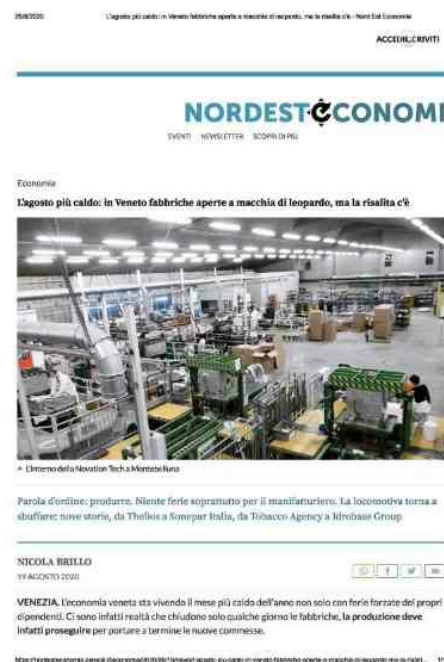 25/8/2020 L'agosto più caldo: in Veneto fabbriche aperte a macchia di leopardo, ma la risalita c'è - Nord Est Economia
ACCEDI ISCRIVITI
NORDEST ECONOMI
EVENTI NEWSLETTER SCOPRI DI PIÙ
Economia
L'agosto più caldo: in Veneto fabbriche aperte a macchia di leopardo, ma la risalita c'è
L'interno della Novation Tech a Montebelluna
Parola d'ordine: produrre. Niente ferie soprattutto per il manifatturiero. La locomotiva torna a
sbuffare: nove storie, da Thelios a Sonepar Italia, da Tobacco Agency a Idrobase Group
NICOLA BRILLO
19 AGOSTO 2020
VENEZIA. L'economia veneta sta vivendo il mese più caldo dell'anno non solo con ferie forzate dei propri
dipendenti. Ci sono infatti realtà che chiudono solo qualche giorno le fabbriche, la produzione deve
infatti proseguire per portare a termine le nuove commesse.